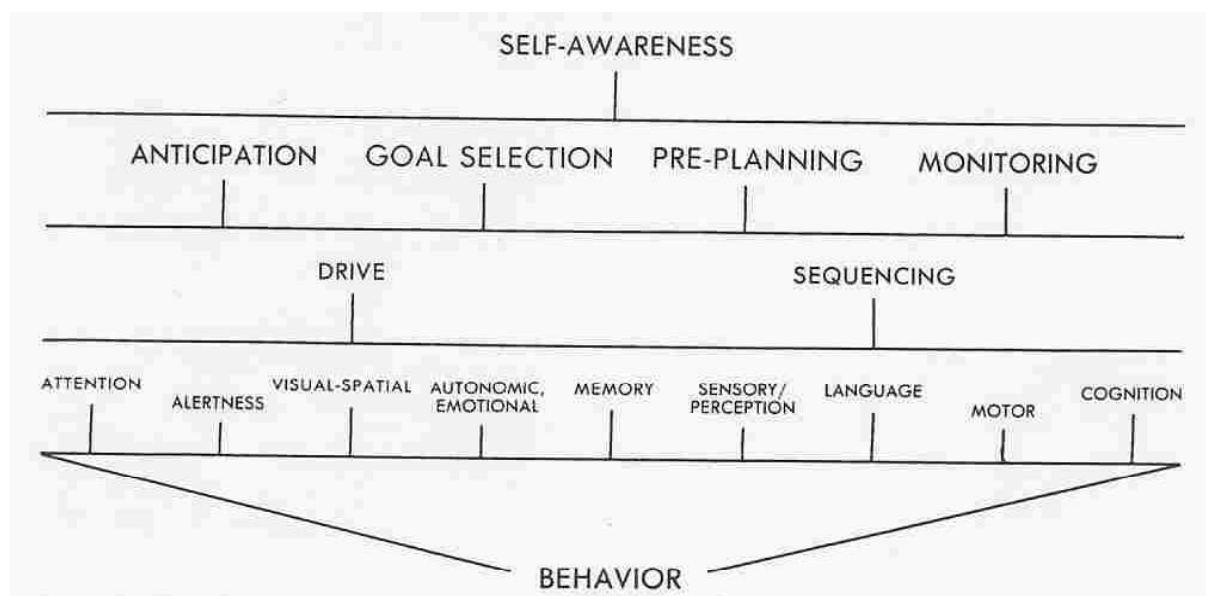 SELF-AWARENESS
ANTICIPATION GOAL SELECTION PRE-PLANNING MONITORING
DRIVE SEQUENCING
ATTENTION ALERTNESS VISUAL-SPATIAL AUTONOMIC, EMOTIONAL MEMORY SENSORY/ PERCEPTION LANGUAGE MOTOR COGNITION
BEHAVIOR